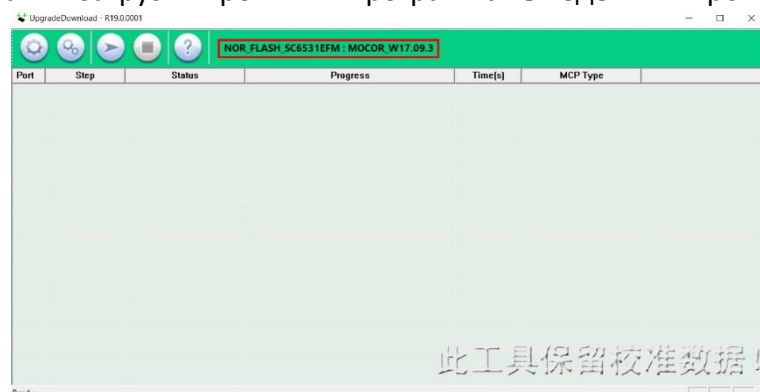 UpgradeDownload - R19.0.0001
NOR_FLASH_SC6531EFM : MOCOR_W17.09.3
Port Step Status Progress Time(s) MCP Type
此工具保留校准数据